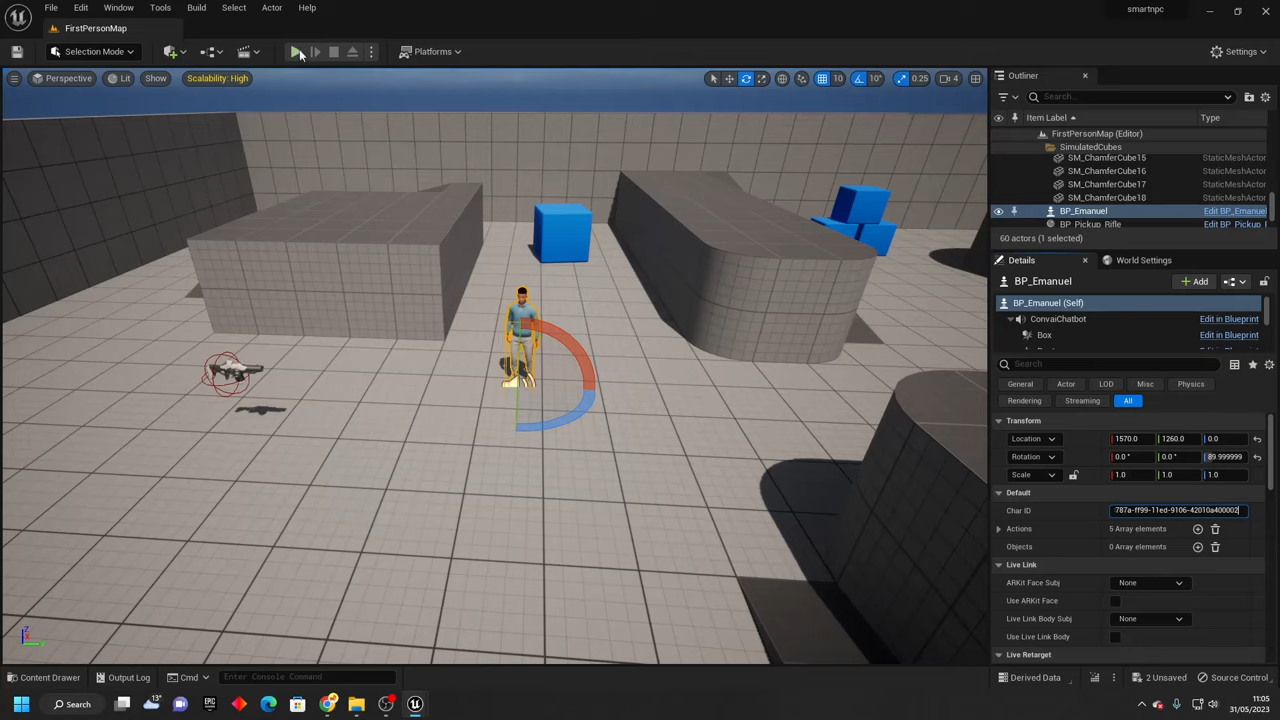 File Edit Window Tools Build Select Actor Help
smartnpc
FirstPersonMap
Selection Mode
Platforms
Settings
Perspective Lit Show Scalability: High
10 10° 0.25 4
Outliner
Search...
Item Label Type
FirstPersonMap (Editor)
SimulatedCubes
SM_ChamferCube15 StaticMeshActor
SM_ChamferCube16 StaticMeshActor
SM_ChamferCube17 StaticMeshActor
SM_ChamferCube18 StaticMeshActor
BP_Emanuel Edit BP_Emanuel
BP_Pickup_Rifle Edit BP_Pickup_
60 actors (1 selected)
Details World Settings
BP_Emanuel
Add
BP_Emanuel (Self)
ConvaiChatbot Edit in Blueprint
Box Edit in Blueprint
Search
General Actor LOD Misc Physics
Rendering Streaming All
Transform
Location 1570.0 1260.0 0.0
Rotation 0.0 ° 0.0 ° 89.999999
Scale 1.0 1.0 1.0
Default
Char ID 787a-ff99-11ed-9106-42010a400002
Actions 5 Array elements
Objects 0 Array elements
Live Link
ARKit Face Subj None
Use ARKit Face
Live Link Body Subj None
Use Live Link Body
Live Retarget
Content Drawer Output Log Cmd Enter Console Command
Derived Data 2 Unsaved Source Control
Search
13°
11:05
31/05/2023